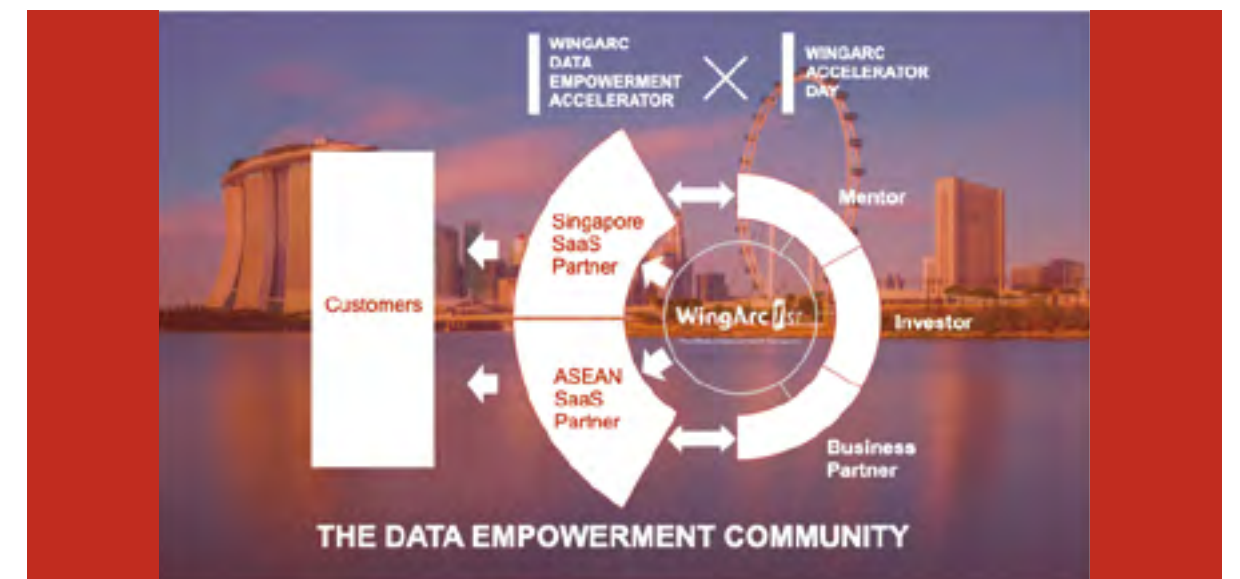 WINGARC
DATA
EMPOWERMENT
ACCELERATOR
WINGARC
ACCELERATOR
DAY
Mentor
Singapore
SaaS
Partner
Customers
WingArc1st
Investor
ASEAN
SaaS
Partner
Business
Partner
THE DATA EMPOWERMENT COMMUNITY